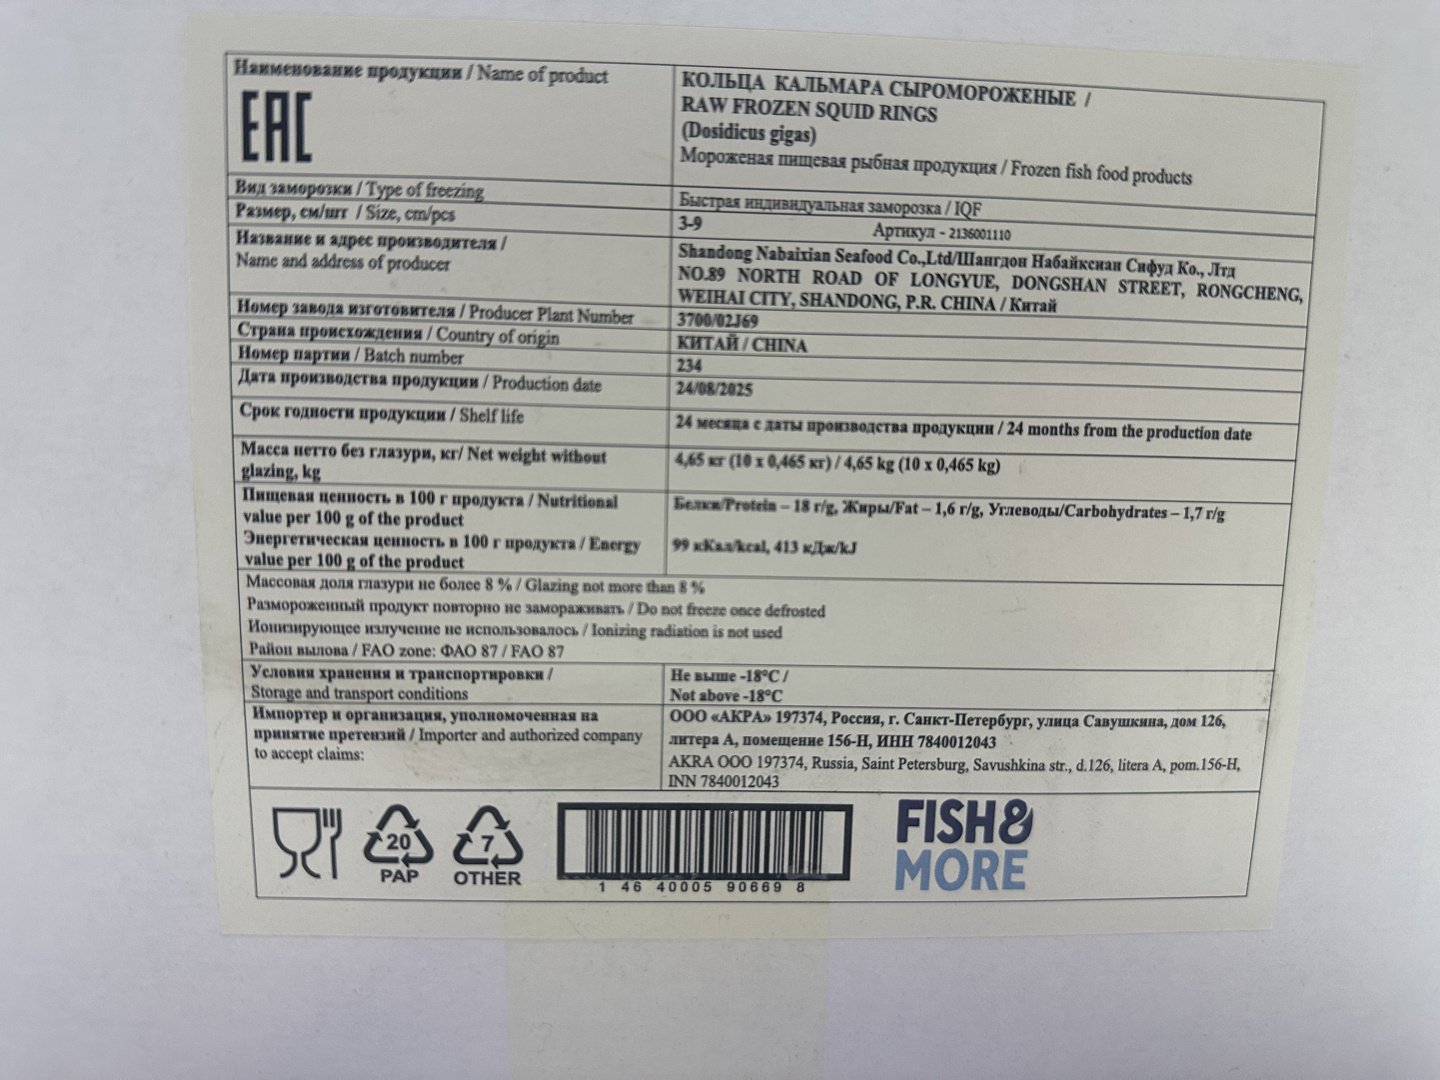 Наименование продукции / Name of product
EAC
КОЛЬЦА КАЛЬМАРА СЫРОМОРОЖЕНЫЕ /
RAW FROZEN SQUID RINGS
(Dosidicus gigas)
Мороженая пищевая рыбная продукция / Frozen fish food products
Вид заморозки / Type of freezing
Быстрая индивидуальная заморозка / IQF
Размер, см/шт / Size, cm/pcs
3-9 Артикул - 2136001110
Название и адрес производителя /
Name and address of producer
Shandong Nabaixian Seafood Co.,Ltd/Шангдон Набайксиан Сифуд Ко., Лтд
NO.89 NORTH ROAD OF LONGYUE, DONGSHAN STREET, RONGCHENG,
WEIHAI CITY, SHANDONG, P.R. CHINA / Китай
Номер завода изготовителя / Producer Plant Number
3700/02J69
Страна происхождения / Country of origin
КИТАЙ / CHINA
Номер партии / Batch number
234
Дата производства продукции / Production date
24/08/2025
Срок годности продукции / Shelf life
24 месяца с даты производства продукции / 24 months from the production date
Масса нетто без глазури, кг/ Net weight without
glazing, kg
4,65 кг (10 х 0,465 кг) / 4,65 kg (10 x 0,465 kg)
Пищевая ценность в 100 г продукта / Nutritional
value per 100 g of the product
Белки/Protein – 18 г/g, Жиры/Fat – 1,6 г/g, Углеводы/Carbohydrates – 1,7 г/g
Энергетическая ценность в 100 г продукта / Energy
value per 100 g of the product
99 кКал/kcal, 413 кДж/kJ
Массовая доля глазури не более 8 % / Glazing not more than 8 %
Размороженный продукт повторно не замораживать / Do not freeze once defrosted
Ионизирующее излучение не использовалось / Ionizing radiation is not used
Район вылова / FAO zone: ФАО 87 / FAO 87
Условия хранения и транспортировки /
Storage and transport conditions
Не выше -18°C /
Not above -18°C
Импортер и организация, уполномоченная на
принятие претензий / Importer and authorized company
to accept claims:
ООО «АКРА» 197374, Россия, г. Санкт-Петербург, улица Савушкина, дом 126,
литера А, помещение 156-Н, ИНН 7840012043
AKRA OOO 197374, Russia, Saint Petersburg, Savushkina str., d.126, litera A, pom.156-H,
INN 7840012043
20
PAP
7
OTHER
1 46 40005 90669 8
FISH&
MORE